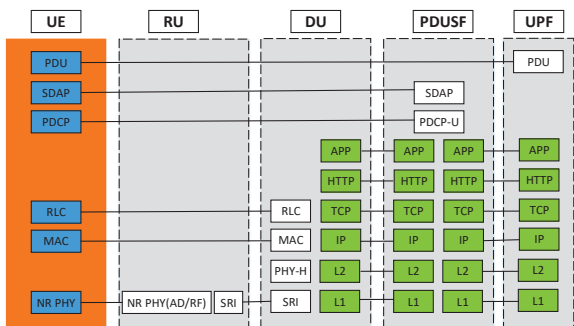 UE RU DU PDUSF UPF
PDU PDU
SDAP SDAP
PDCP PDCP-U
APP APP APP APP
HTTP HTTP HTTP HTTP
RLC RLC TCP TCP TCP TCP
MAC MAC IP IP IP IP
PHY-H L2 L2 L2 L2
NR PHY NR PHY(AD/RF) SRI SRI L1 L1 L1 L1